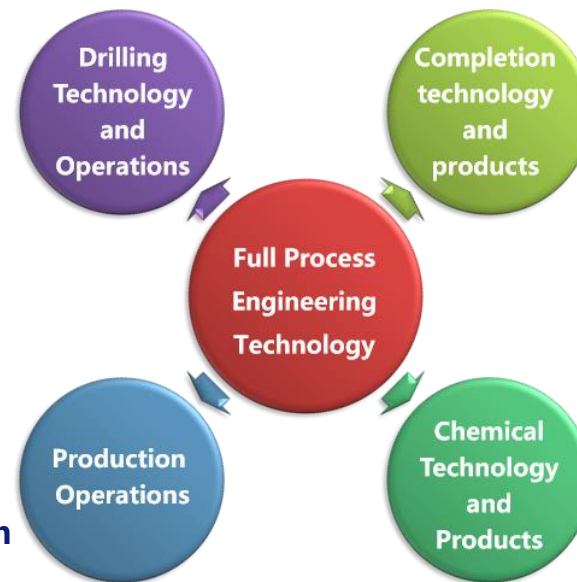 Drilling
Technology
and
Operations
Completion
technology
and
products
Full Process
Engineering
Technology
Production
Operations
Chemical
Technology
and
Products